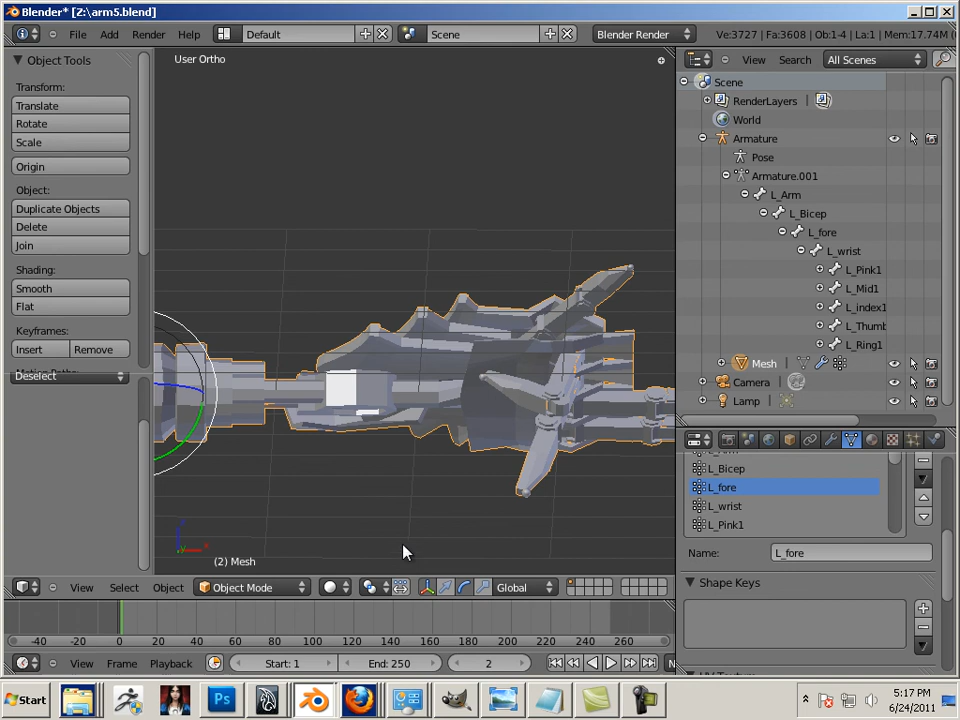 Blender* [Z:\arm5.blend]
File Add Render Help Default Scene Blender Render Ve:3727 | Fa:3608 | Ob:1-4 | La:1 | Mem:17.74M (
Object Tools
Transform:
Translate
Rotate
Scale
Origin
Object:
Duplicate Objects
Delete
Join
Shading:
Smooth
Flat
Keyframes:
Insert Remove
Deselect
User Ortho
(2) Mesh
View Select Object Object Mode Global
-40 -20 0 20 40 60 80 100 120 140 160 180 200 220 240 260
View Frame Playback Start: 1 End: 250 2
View Search All Scenes
Scene
RenderLayers |
World
Armature
Pose
Armature.001
L_Arm
L_Bicep
L_fore
L_wrist
L_Pink1
L_Mid1
L_index1
L_Thumb
L_Ring1
Mesh
Camera
Lamp
L_Bicep
L_fore
L_wrist
L_Pink1
Name: L_fore
Shape Keys
Start
Ps
5:17 PM
6/24/2011